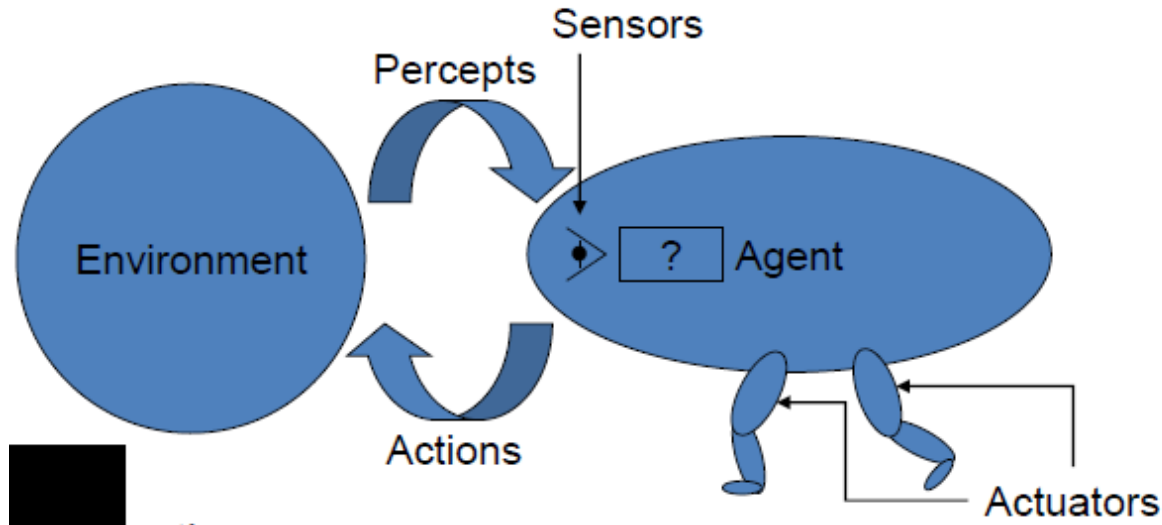 Sensors
Percepts
Environment
?
Agent
Actions
Actuators